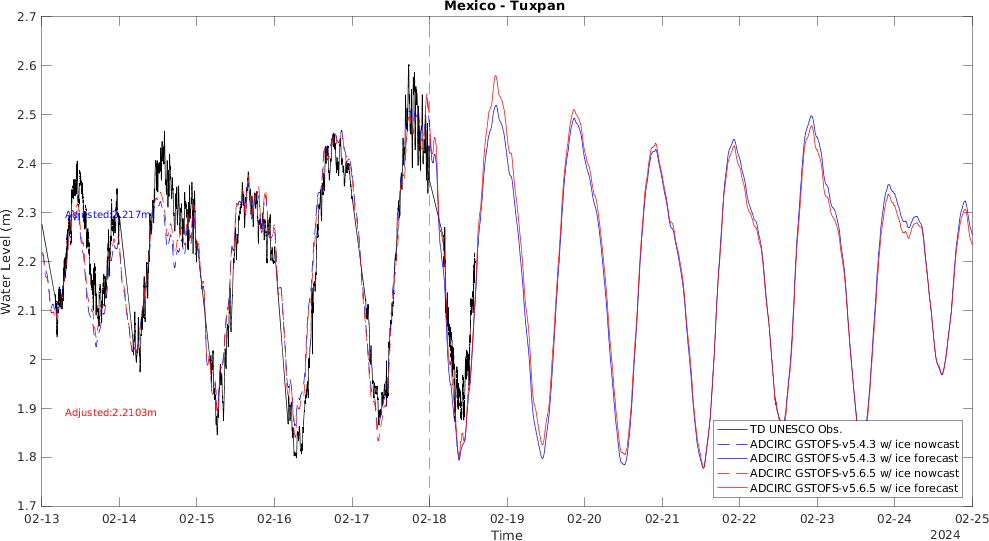 Mexico - Tuxpan
2.7
2.6
2.5
2.4
2.3
2.2
2.1
2
1.9
1.8
1.7
Water Level (m)
Adjusted:2.217m
Adjusted:2.2103m
TD UNESCO Obs.
ADCIRC GSTOFS-v5.4.3 w/ ice nowcast
ADCIRC GSTOFS-v5.4.3 w/ ice forecast
ADCIRC GSTOFS-v5.6.5 w/ ice nowcast
ADCIRC GSTOFS-v5.6.5 w/ ice forecast
02-13 02-14 02-15 02-16 02-17 02-18 02-19 02-20 02-21 02-22 02-23 02-24 02-25
Time
2024